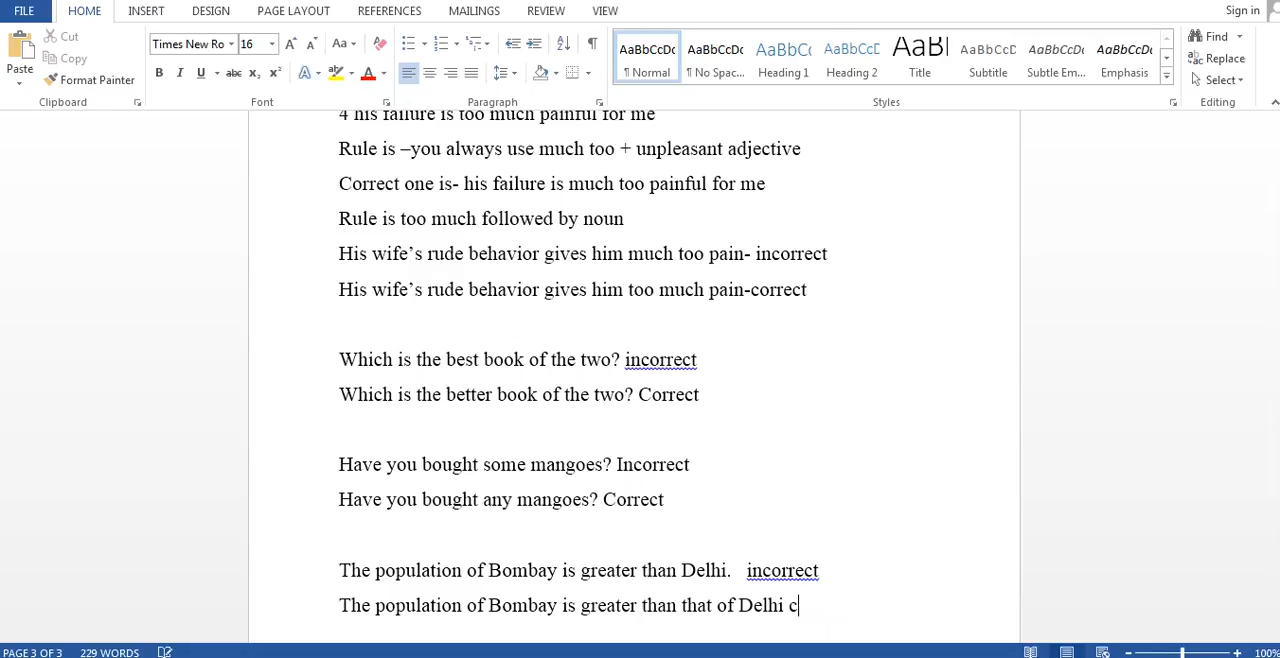 FILE HOME INSERT DESIGN PAGE LAYOUT REFERENCES MAILINGS REVIEW VIEW Sign in
Paste
Cut
Copy
Format Painter
Clipboard
Times New Ro 16 Aa
B I U abc x₂ x² A A
Font
Paragraph
AaBbCcDc AaBbCcDc AaBbC( AaBbCcD AaB AaBbCcD AaBbCcDc AaBbCcDc
¶ Normal ¶ No Spac... Heading 1 Heading 2 Title Subtitle Subtle Em... Emphasis
Styles
Find
Replace
Select
Editing
4 his failure is too much painful for me
Rule is –you always use much too + unpleasant adjective
Correct one is- his failure is much too painful for me
Rule is too much followed by noun
His wife’s rude behavior gives him much too pain- incorrect
His wife’s rude behavior gives him too much pain-correct
Which is the best book of the two? incorrect
Which is the better book of the two? Correct
Have you bought some mangoes? Incorrect
Have you bought any mangoes? Correct
The population of Bombay is greater than Delhi. incorrect
The population of Bombay is greater than that of Delhi c
PAGE 3 OF 3 229 WORDS 100%